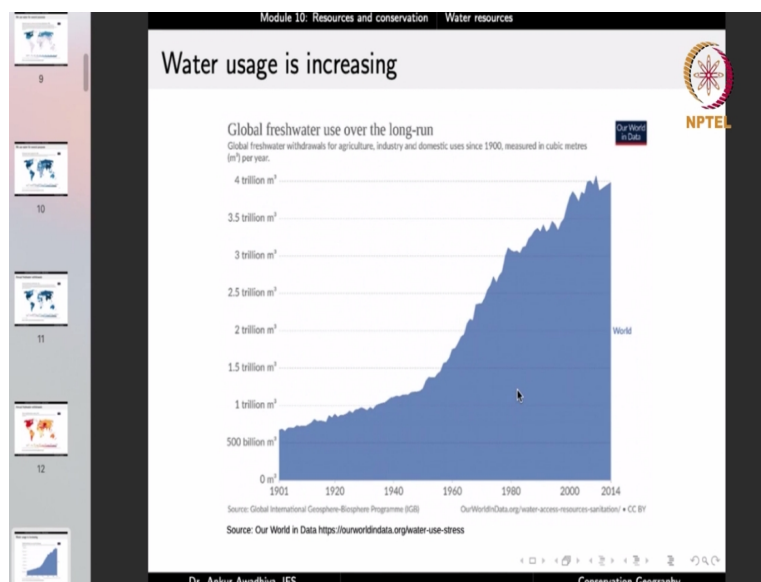 Module 10: Resources and conservation Water resources
Water usage is increasing
NPTEL
Global freshwater use over the long-run
Our World
in Data
Global freshwater withdrawals for agriculture, industry and domestic uses since 1900, measured in cubic metres
(m³) per year.
4 trillion m³
3.5 trillion m³
3 trillion m³
2.5 trillion m³
2 trillion m³
World
1.5 trillion m³
1 trillion m³
500 billion m³
0 m³
1901 1920 1940 1960 1980 2000 2014
Source: Global International Geosphere-Biosphere Programme (IGB) OurWorldInData.org/water-access-resources-sanitation/ • CC BY
Source: Our World in Data https://ourworldindata.org/water-use-stress
Dr. Ankur Awadhiya, IFS Conservation Geography
9
10
11
12